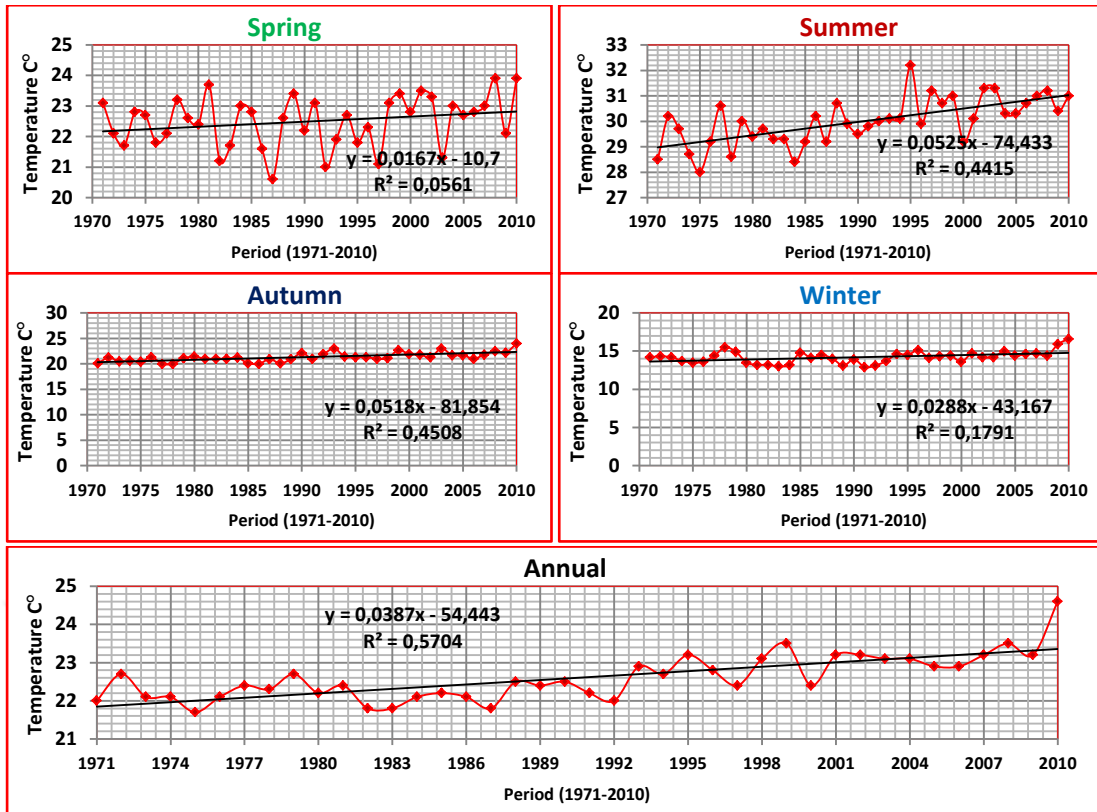 Spring
Temperature C°
25
24
23
22
21
20
y = 0,0167x - 10,7
R² = 0,0561
1970 1975 1980 1985 1990 1995 2000 2005 2010
Period (1971-2010)
Summer
Temperature C°
33
32
31
30
29
28
27
y = 0,0525x - 74,433
R² = 0,4415
1970 1975 1980 1985 1990 1995 2000 2005 2010
Period (1971-2010)
Autumn
Temperature C°
30
25
20
15
10
5
0
y = 0,0518x - 81,854
R² = 0,4508
1970 1975 1980 1985 1990 1995 2000 2005 2010
Period (1971-2010)
Winter
Temperature C°
20
15
10
5
0
y = 0,0288x - 43,167
R² = 0,1791
1970 1975 1980 1985 1990 1995 2000 2005 2010
Period (1971-2010)
Annual
Temperature C°
25
24
23
22
21
y = 0,0387x - 54,443
R² = 0,5704
1971 1974 1977 1980 1983 1986 1989 1992 1995 1998 2001 2004 2007 2010
Period (1971-2010)